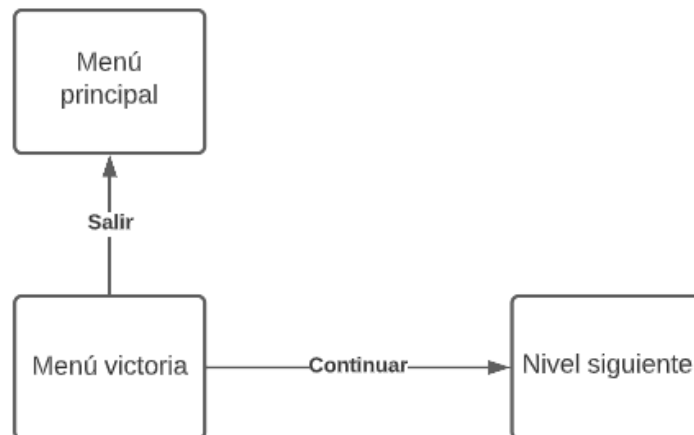 Menú
principal
Salir
Menú victoria
Continuar
Nivel siguiente